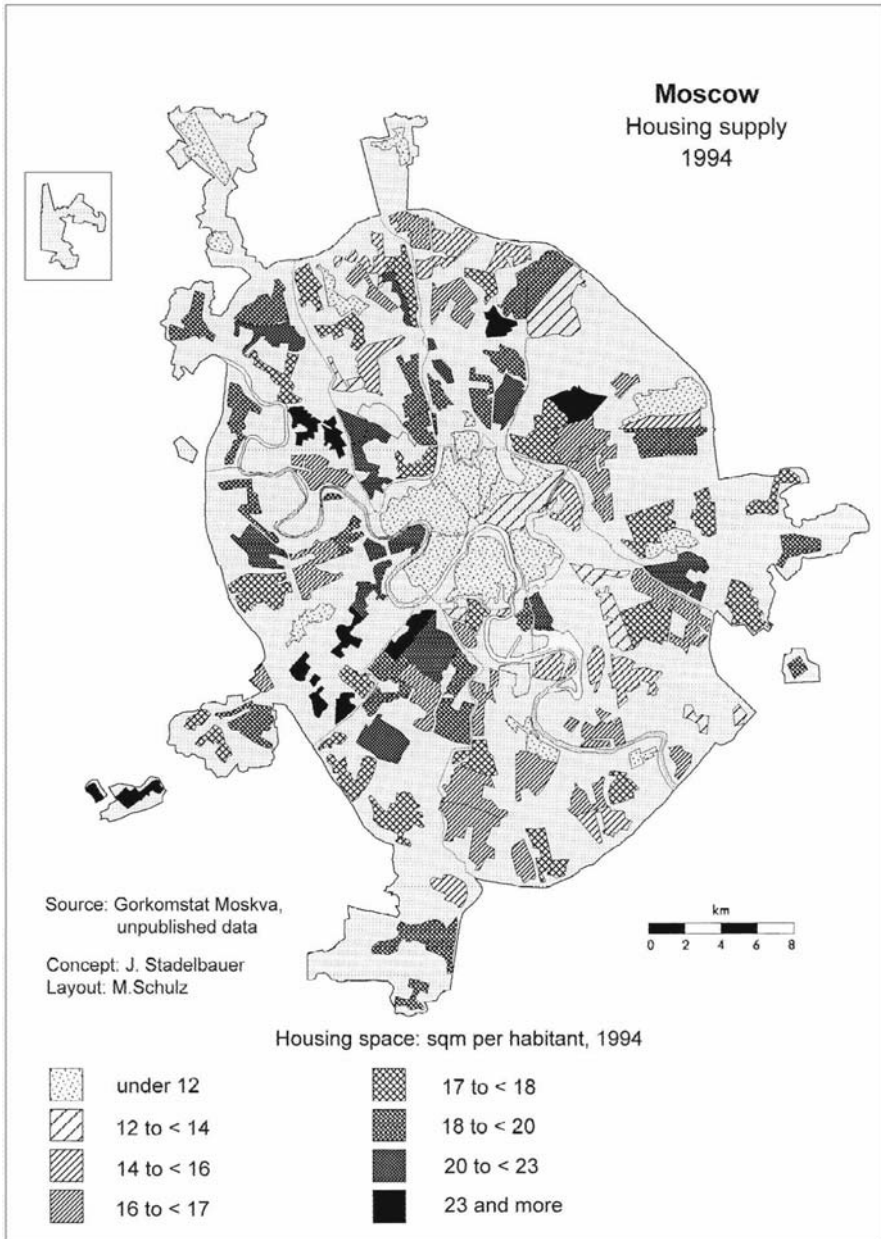 Moscow
Housing supply
1994
Source: Gorkomstat Moskva,
unpublished data
Concept: J. Stadelbauer
Layout: M.Schulz
km
0 2 4 6 8
Housing space: sqm per habitant, 1994
under 12
12 to < 14
14 to < 16
16 to < 17
17 to < 18
18 to < 20
20 to < 23
23 and more